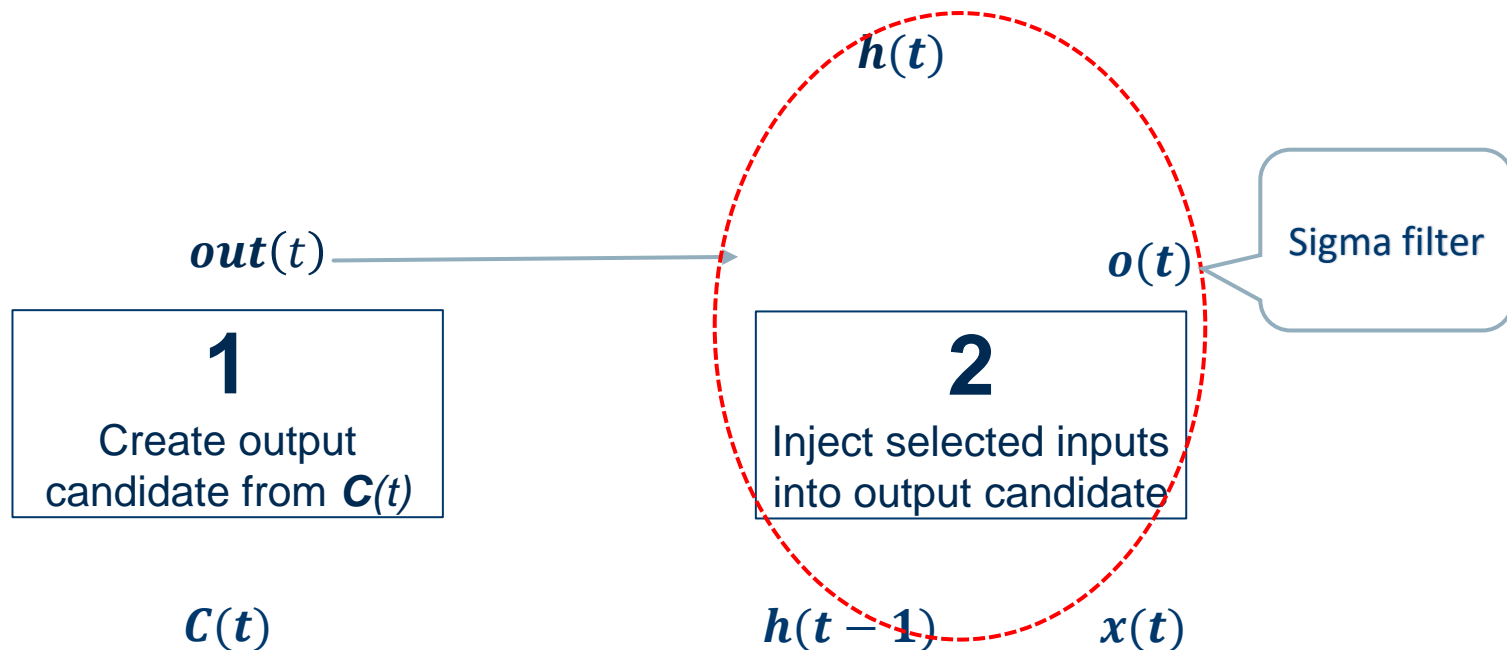 h(t)
out(t)
o(t)
Sigma filter
1
Create output
candidate from C(t)
2
Inject selected inputs
into output candidate
C(t)
h(t − 1)
x(t)